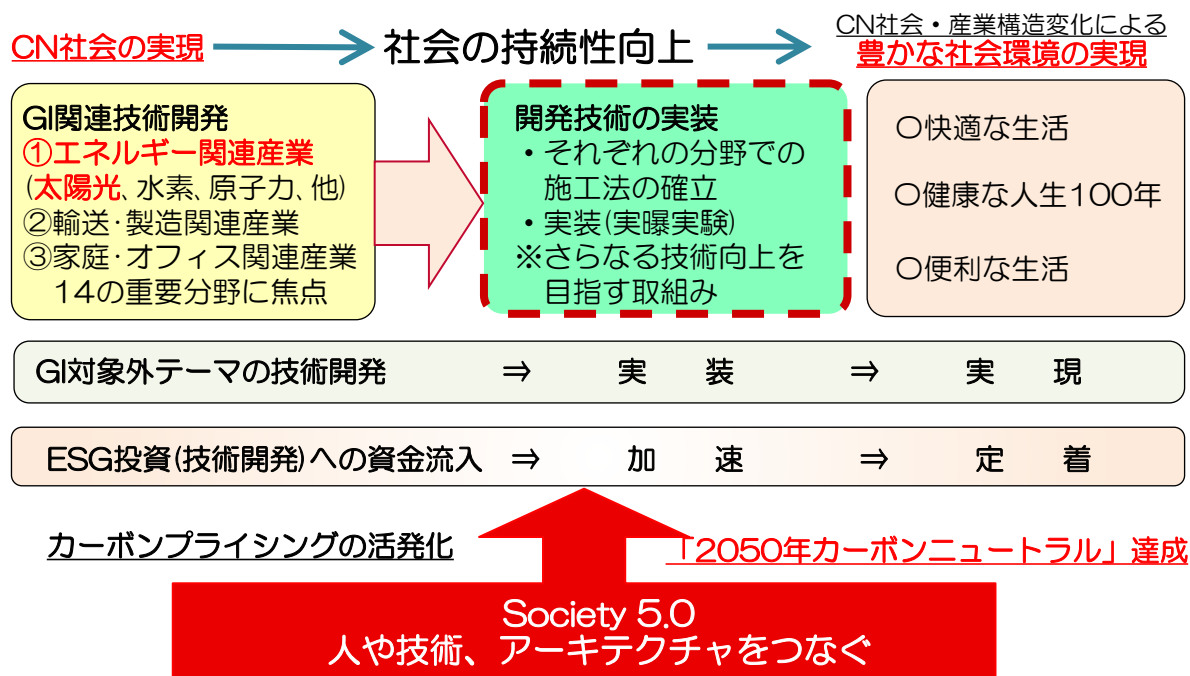 CN社会の実現
社会の持続性向上
CN社会・産業構造変化による
豊かな社会環境の実現
GI関連技術開発
①エネルギー関連産業
(太陽光、水素、原子力、他)
②輸送・製造関連産業
③家庭・オフィス関連産業
14の重要分野に焦点
開発技術の実装
・それぞれの分野での
施工法の確立
・実装(実曝実験)
※さらなる技術向上を
目指す取組み
〇快適な生活
〇健康な人生100年
〇便利な生活
GI対象外テーマの技術開発 ⇒ 実 装 ⇒ 実 現
ESG投資(技術開発)への資金流入 ⇒ 加 速 ⇒ 定 着
カーボンプライシングの活発化
「2050年カーボンニュートラル」達成
Society 5.0
人や技術、アーキテクチャをつなぐ